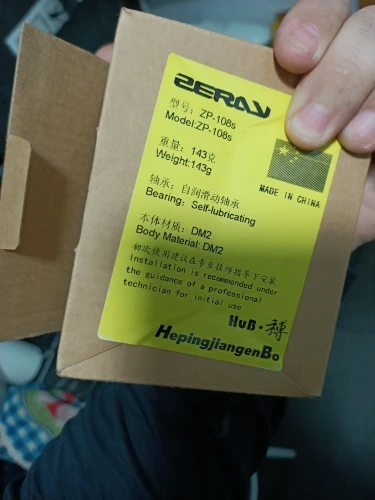 ZERAY
型号：ZP-108s
Model:ZP-108s
重量：143克
Weight:143g
MADE IN CHINA
轴承：自润滑动轴承
Bearing: Self-lubricating
本体材质：DM2
Body Material: DM2
初次使用建议在专业技师指导下安装
Installation is recommended under
the guidance of a professional
technician for initial use
HuB·搏
HepingjiangenBo